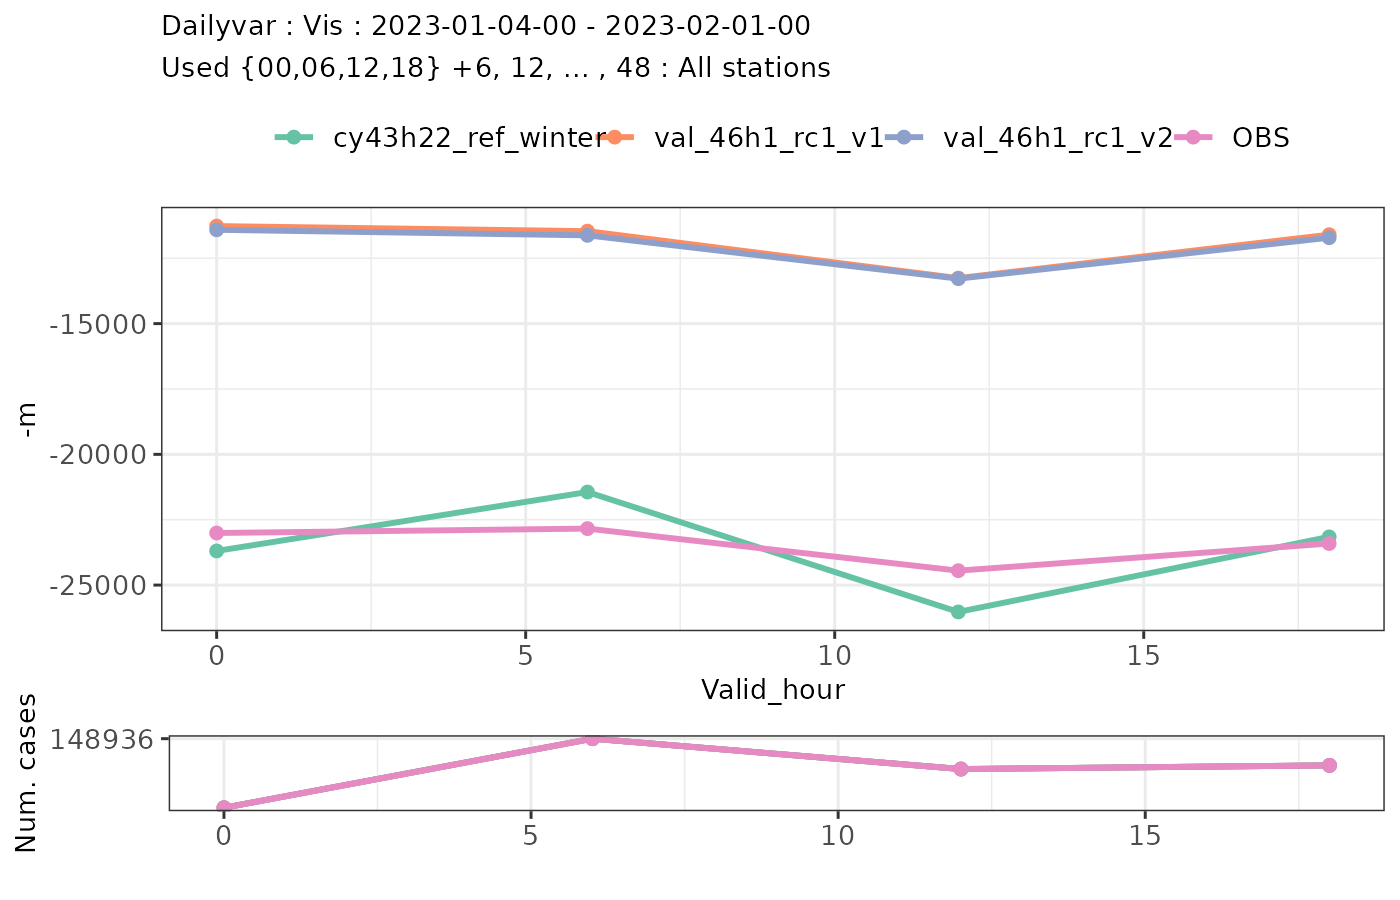 Dailyvar : Vis : 2023-01-04-00 - 2023-02-01-00
Used {00,06,12,18} +6, 12, ... , 48 : All stations
cy43h22_ref_winter val_46h1_rc1_v1 val_46h1_rc1_v2 OBS
-15000
-20000
-25000
-m
0 5 10 15
Valid_hour
148936
Num. cases
0 5 10 15